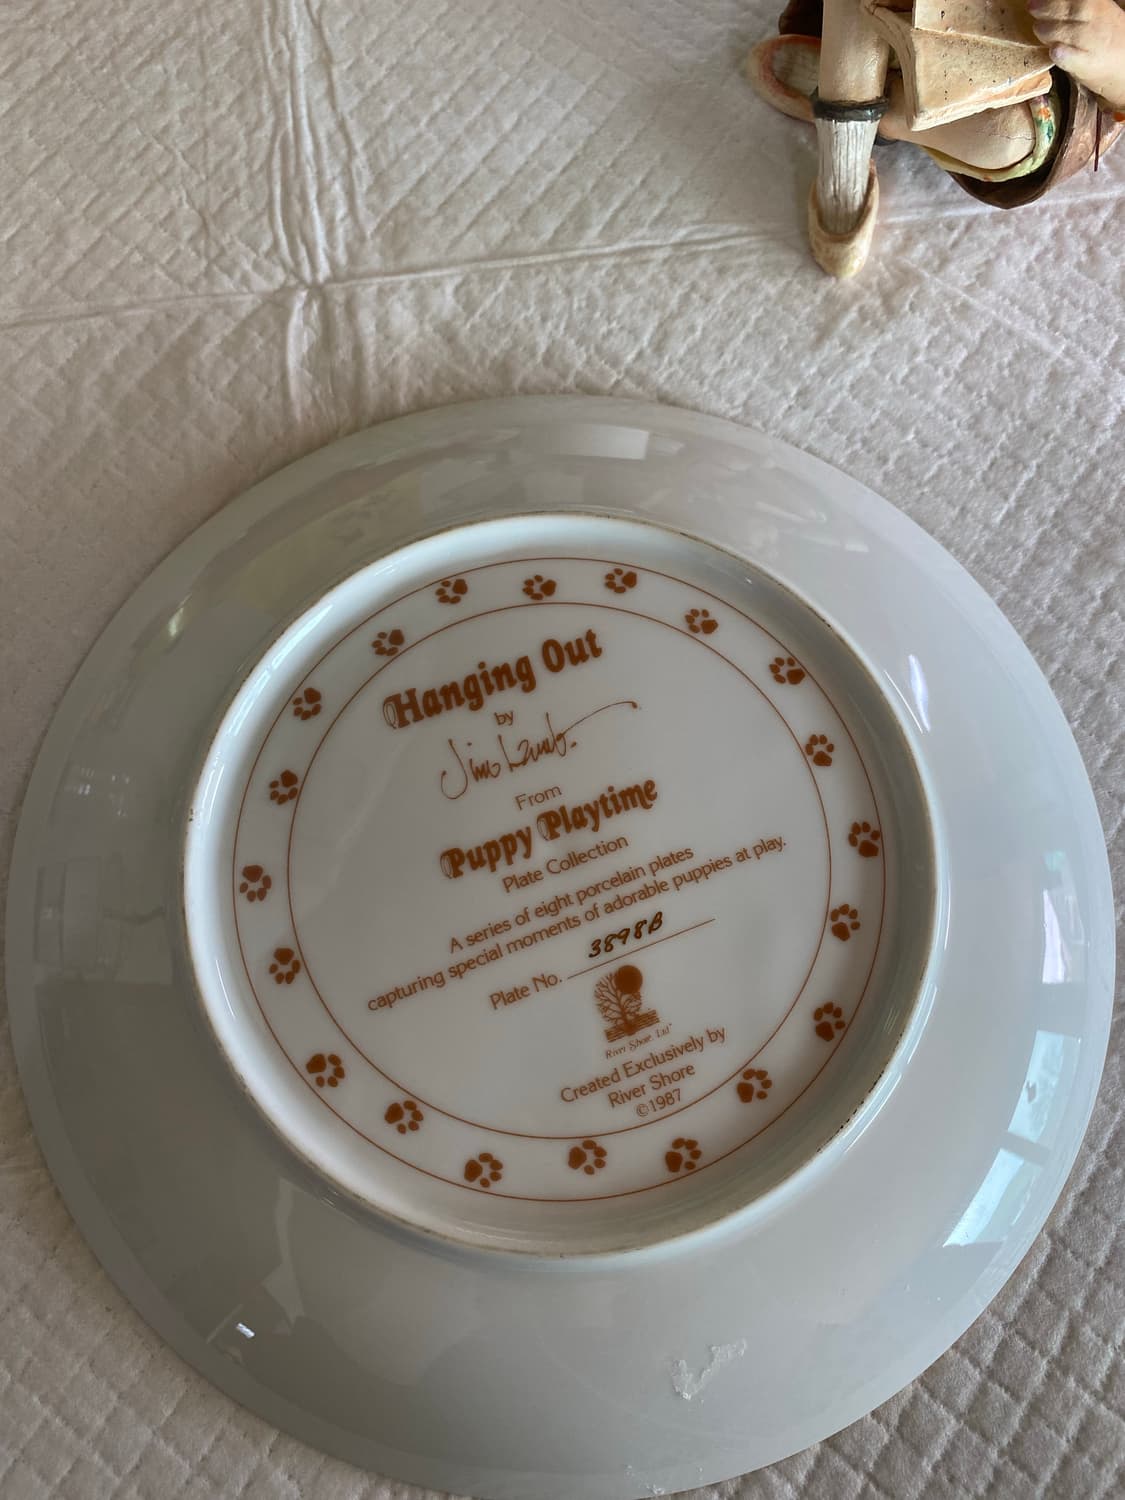 Hanging Out
by
Jim Lamb.
From
Puppy Playtime
Plate Collection
A series of eight porcelain plates
capturing special moments of adorable puppies at play.
Plate No. 3898B
River Shore, Ltd™
Created Exclusively by
River Shore
©1987